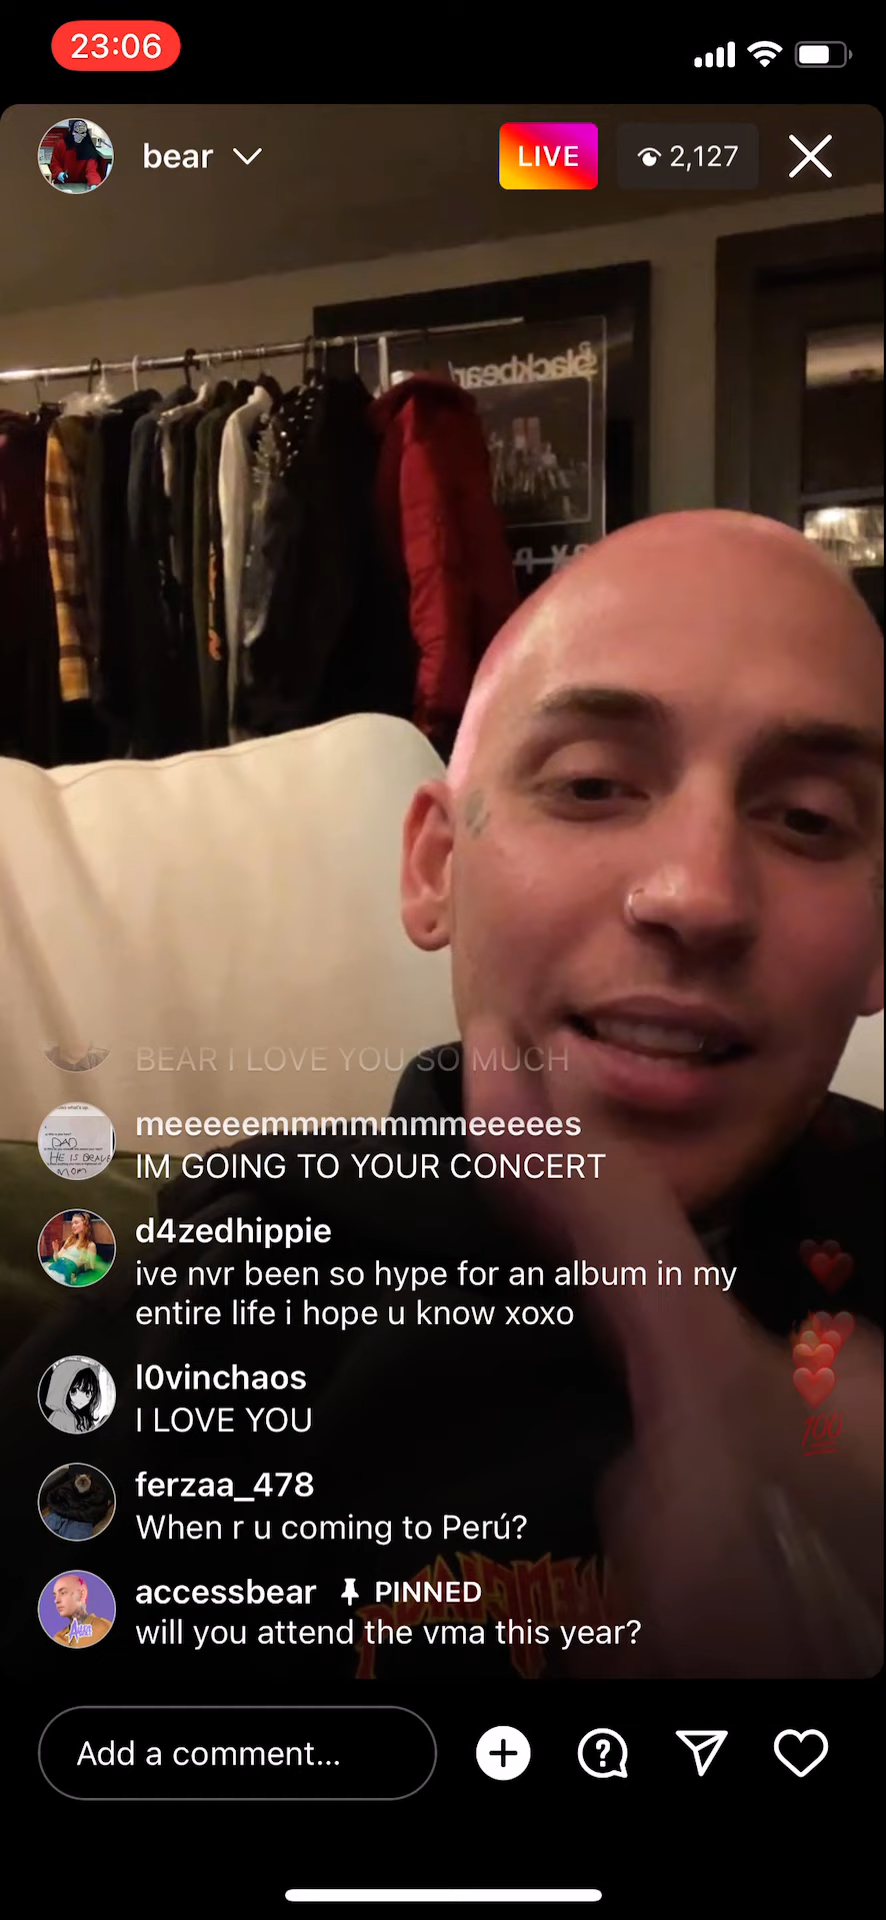 23:06
bear
LIVE
2,127
blackbear
BEAR I LOVE YOU SO MUCH
meeeeemmmmmmmeeeees
IM GOING TO YOUR CONCERT
d4zedhippie
ive nvr been so hype for an album in my
entire life i hope u know xoxo
l0vinchaos
I LOVE YOU
ferzaa_478
When r u coming to Perú?
accessbear PINNED
will you attend the vma this year?
Add a comment...